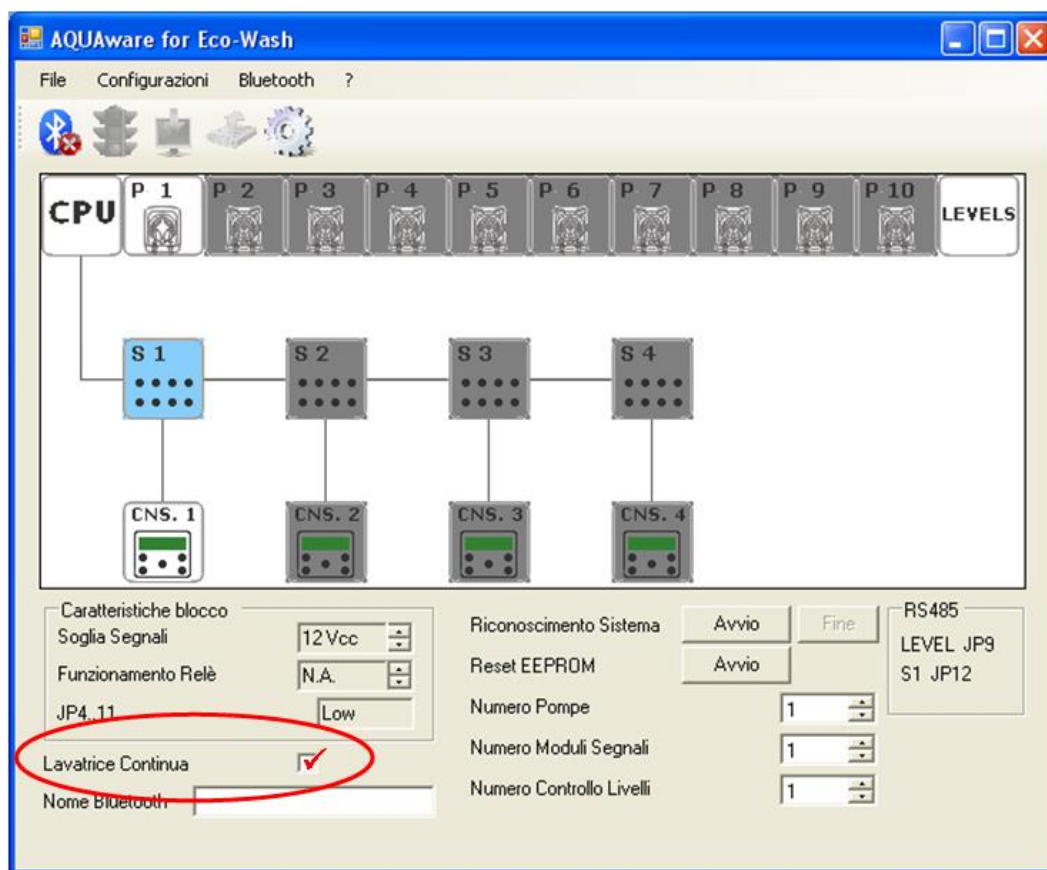 AQUAware for Eco-Wash
File Configurazioni Bluetooth ?
CPU P 1 P 2 P 3 P 4 P 5 P 6 P 7 P 8 P 9 P 10 LEVELS
S 1 S 2 S 3 S 4
CNS. 1 CNS. 2 CNS. 3 CNS. 4
Caratteristiche blocco
Soglia Segnali 12 Vcc
Funzionamento Relè N.A.
JP4..11 Low
Lavatrice Continua
Nome Bluetooth
Riconoscimento Sistema Avvio Fine
Reset EEPROM Avvio
Numero Pompe 1
Numero Moduli Segnali 1
Numero Controllo Livelli 1
RS485
LEVEL JP9
S1 JP12